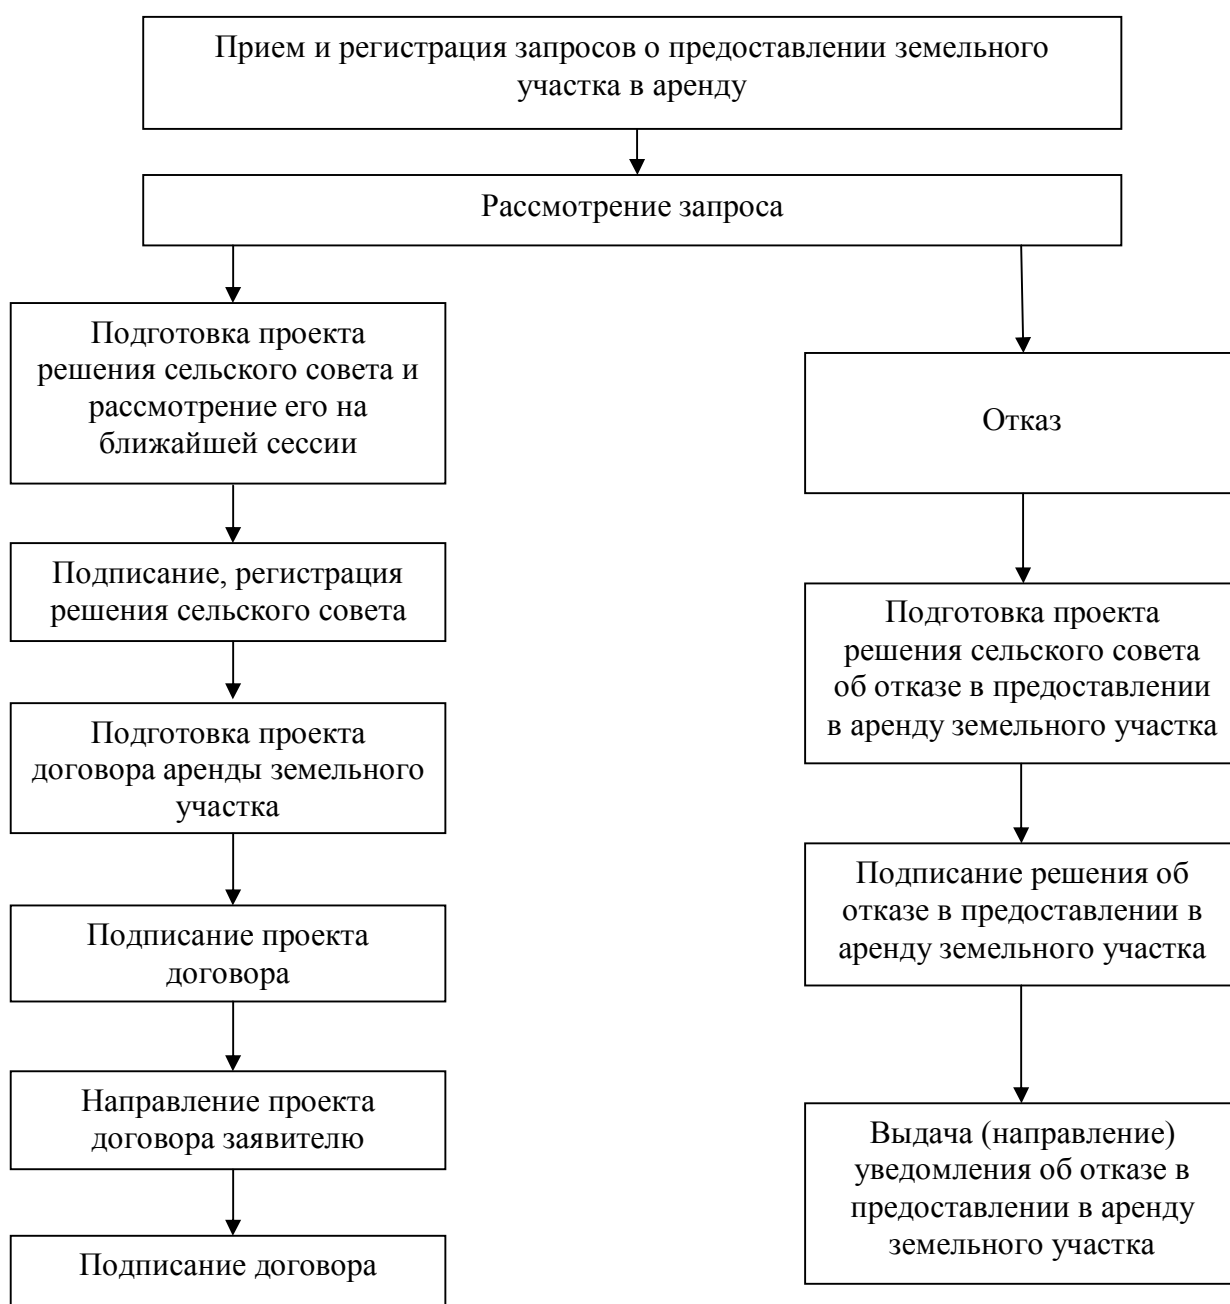 Прием и регистрация запросов о предоставлении земельного
участка в аренду
Рассмотрение запроса
Подготовка проекта
решения сельского совета и
рассмотрение его на
ближайшей сессии
Подписание, регистрация
решения сельского совета
Подготовка проекта
договора аренды земельного
участка
Подписание проекта
договора
Направление проекта
договора заявителю
Подписание договора
Отказ
Подготовка проекта
решения сельского совета
об отказе в предоставлении
в аренду земельного участка
Подписание решения об
отказе в предоставлении в
аренду земельного участка
Выдача (направление)
уведомления об отказе в
предоставлении в аренду
земельного участка